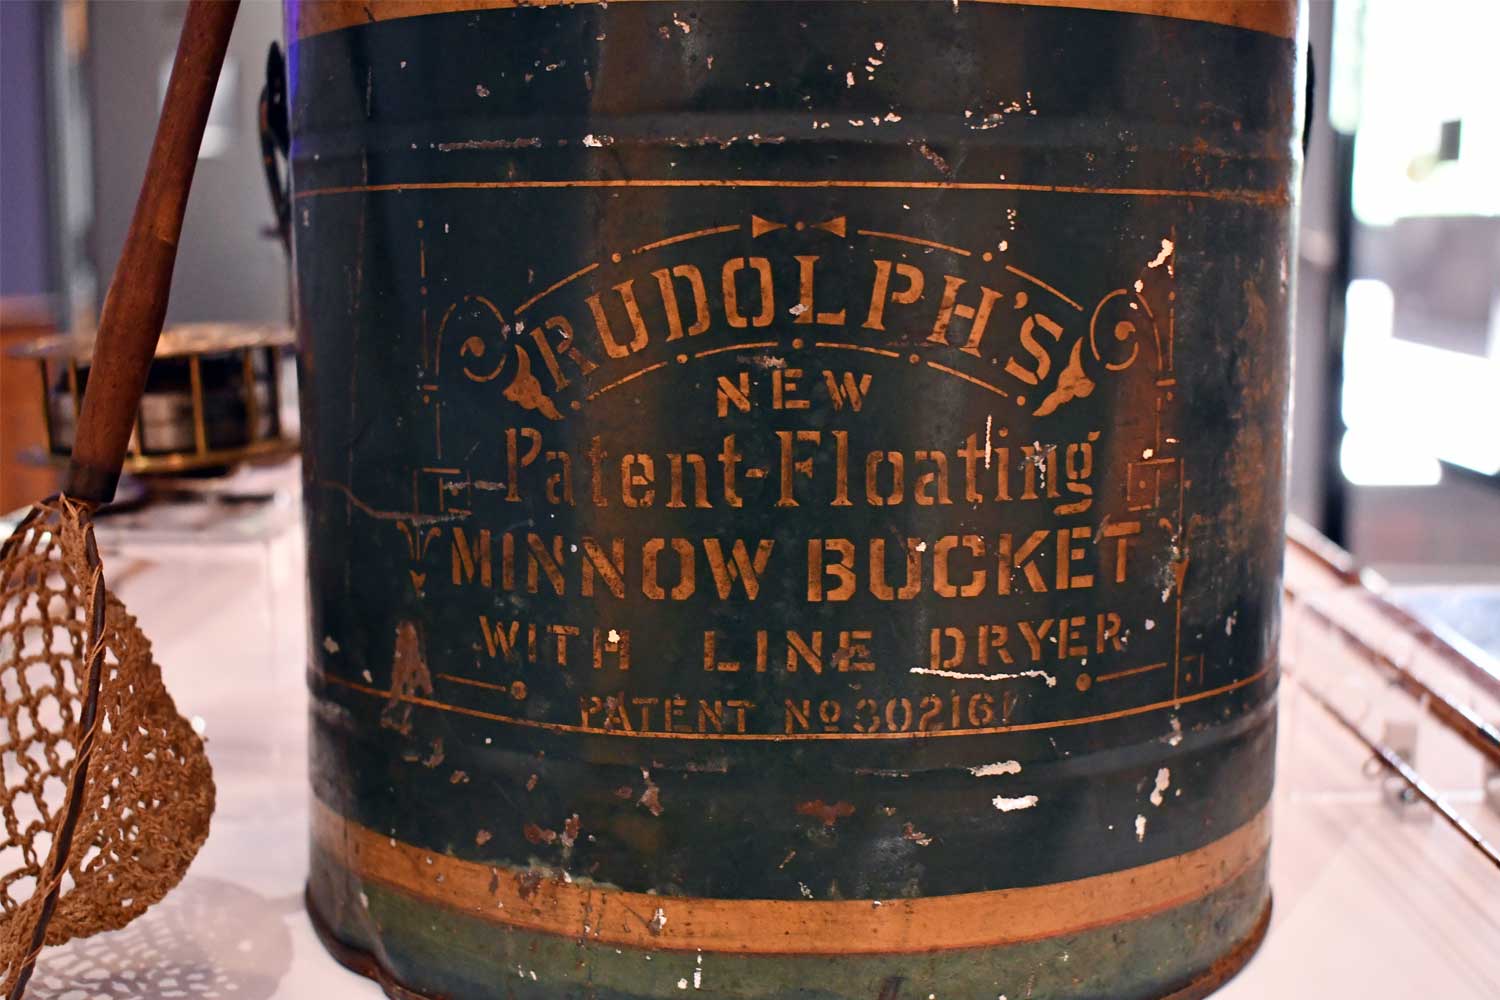 RUDOLPH'S
NEW
Patent-Floating
MINNOW BUCKET
WITH LINE DRYER
PATENT No 302161